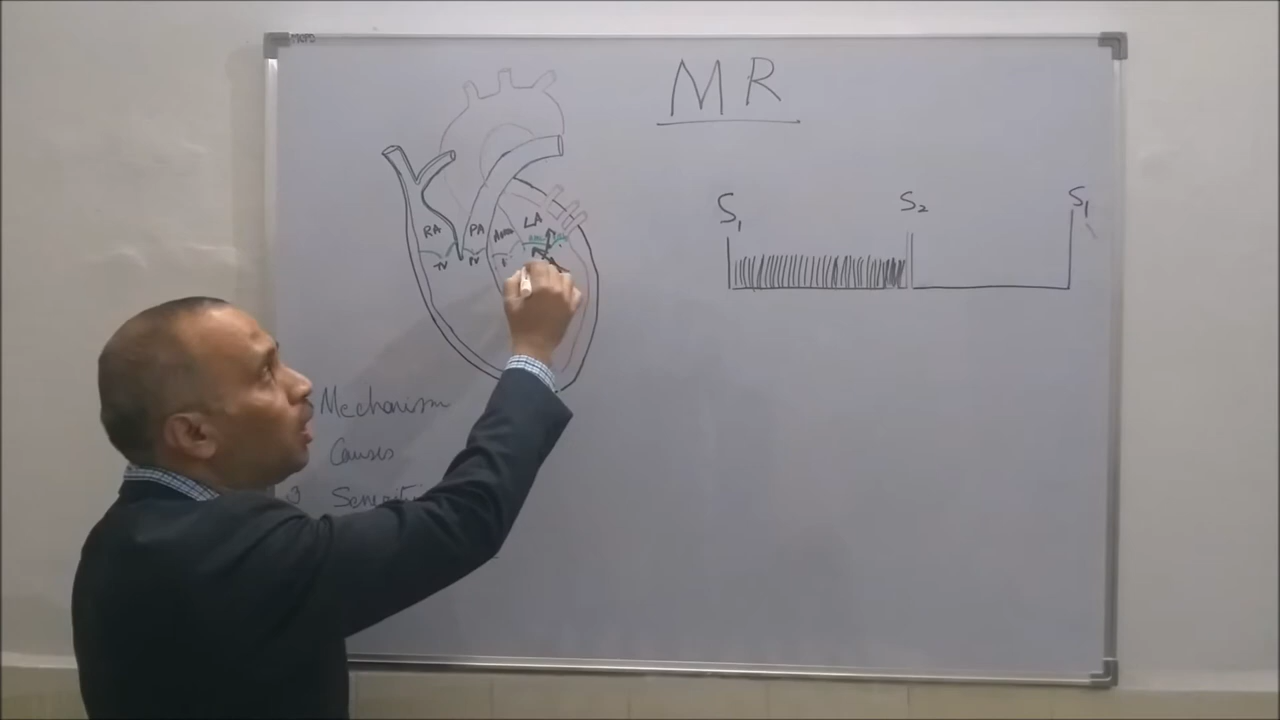 MR
S₁ S₂ S₁
LA
RA PA
TV PV
Mechanism
Causes